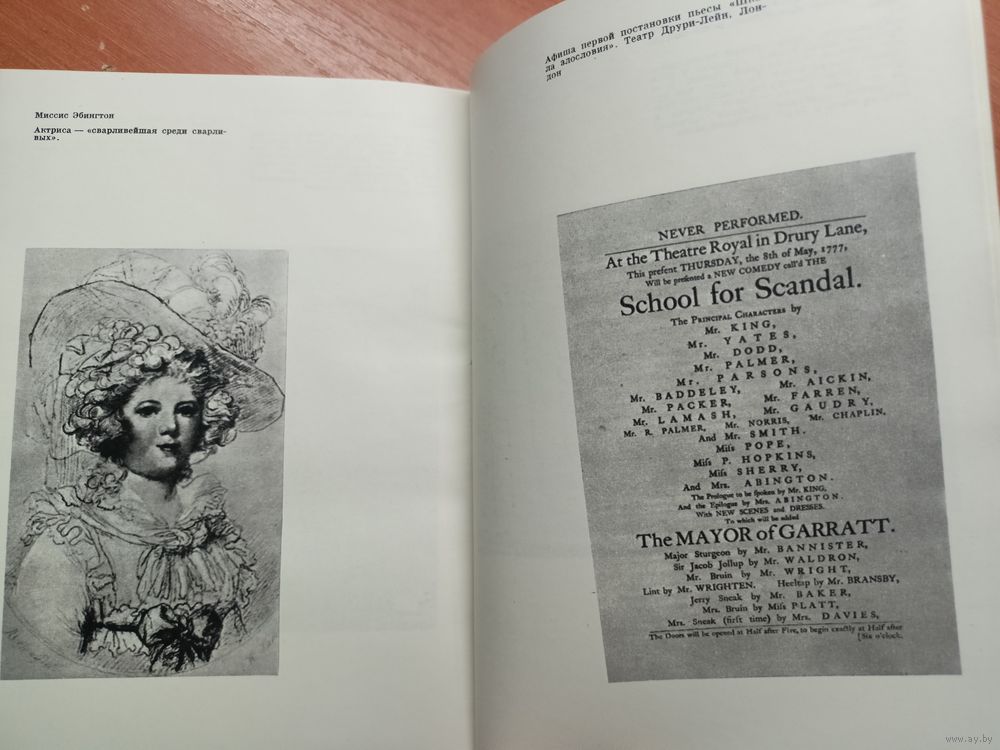 Миссис Эбингтон
Актриса — «сварливейшая среди сварли-
вых».
Афиша первой постановки пьесы
ла злословия». Театр Друри-Лейн, Лон-
дон
NEVER PERFORMED.
At the Theatre Royal in Drury Lane,
This preſent THURSDAY, the 8th of May, 1777,
Will be preſented a NEW COMEDY call'd THE
School for Scandal.
The PRINCIPAL CHARACTERS by
Mr. KING,
Mr. YATES,
Mr. DODD,
Mr. PALMER,
Mr. PARSONS,
Mr. BADDELEY, Mr. AICKIN,
Mr. PACKER, Mr. FARREN,
Mr. LAMASH, Mr. GAUDRY,
Mr. R. PALMER, Mr. NORRIS, Mr. CHAPLIN,
And Mr. SMITH.
Miſs POPE,
Miſs P. HOPKINS,
Miſs SHERRY,
And Mrs. ABINGTON.
The Prologue to be ſpoken by Mr. KING,
And the Epilogue by Mrs. ABINGTON.
With NEW SCENES and DRESSES.
To which will be added
The MAYOR of GARRATT.
Major Sturgeon by Mr. BANNISTER,
Sir Jacob Jollup by Mr. WALDRON,
Mr. Bruin by Mr. WRIGHT,
Lint by Mr. WRIGHTEN. Heeltap by Mr. BRANSBY,
Jerry Sneak by Mr. BAKER,
Mrs. Bruin by Miſs PLATT,
Mrs. Sneak (firſt time) by Mrs. DAVIES,
The Doors will be opened at Half after Five, to begin exactly at Half after
[Six o'clock.
www.ay.by